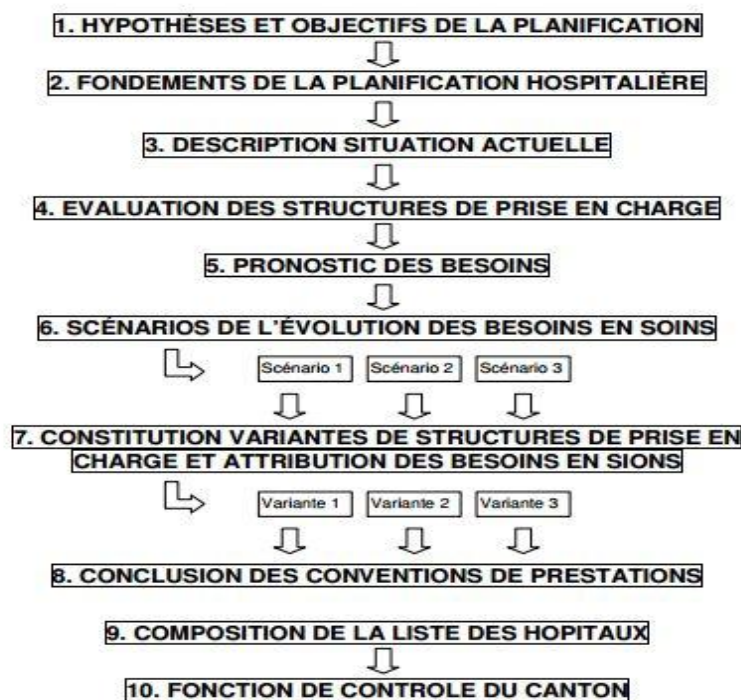 1. HYPOTHÈSES ET OBJECTIFS DE LA PLANIFICATION
2. FONDEMENTS DE LA PLANIFICATION HOSPITALIÈRE
3. DESCRIPTION SITUATION ACTUELLE
4. EVALUATION DES STRUCTURES DE PRISE EN CHARGE
5. PRONOSTIC DES BESOINS
6. SCÉNARIOS DE L'ÉVOLUTION DES BESOINS EN SOINS
Scénario 1 Scénario 2 Scénario 3
7. CONSTITUTION VARIANTES DE STRUCTURES DE PRISE EN
CHARGE ET ATTRIBUTION DES BESOINS EN SIONS
Variante 1 Variante 2 Variante 3
8. CONCLUSION DES CONVENTIONS DE PRESTATIONS
9. COMPOSITION DE LA LISTE DES HOPITAUX
10. FONCTION DE CONTROLE DU CANTON